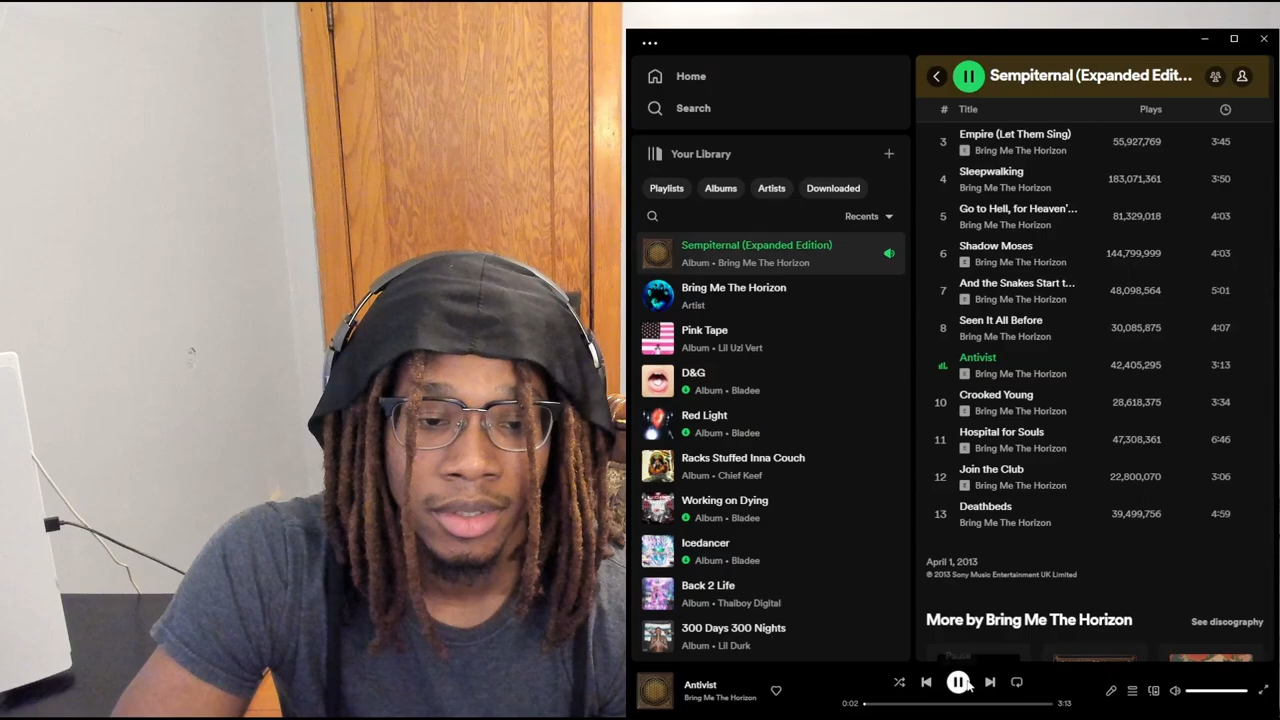 Home
Search
Your Library
Playlists
Albums
Artists
Downloaded
Recents
Sempiternal (Expanded Edition)
Album • Bring Me The Horizon
Bring Me The Horizon
Artist
Pink Tape
Album • Lil Uzi Vert
D&G
Album • Bladee
Red Light
Album • Bladee
Racks Stuffed Inna Couch
Album • Chief Keef
Working on Dying
Album • Bladee
Icedancer
Album • Bladee
Back 2 Life
Album • Thaiboy Digital
300 Days 300 Nights
Album • Lil Durk
Sempiternal (Expanded Edit...
# Title Plays
3 Empire (Let Them Sing) 55,927,769 3:45
E Bring Me The Horizon
4 Sleepwalking 183,071,361 3:50
Bring Me The Horizon
5 Go to Hell, for Heaven'... 81,329,018 4:03
Bring Me The Horizon
6 Shadow Moses 144,799,999 4:03
E Bring Me The Horizon
7 And the Snakes Start t... 48,098,564 5:01
E Bring Me The Horizon
8 Seen It All Before 30,085,875 4:07
Bring Me The Horizon
Antivist 42,405,295 3:13
E Bring Me The Horizon
10 Crooked Young 28,618,375 3:34
E Bring Me The Horizon
11 Hospital for Souls 47,308,361 6:46
E Bring Me The Horizon
12 Join the Club 22,800,070 3:06
E Bring Me The Horizon
13 Deathbeds 39,499,756 4:59
Bring Me The Horizon
April 1, 2013
© 2013 Sony Music Entertainment UK Limited
More by Bring Me The Horizon
See discography
Pause
Antivist
Bring Me The Horizon
0:02
3:13